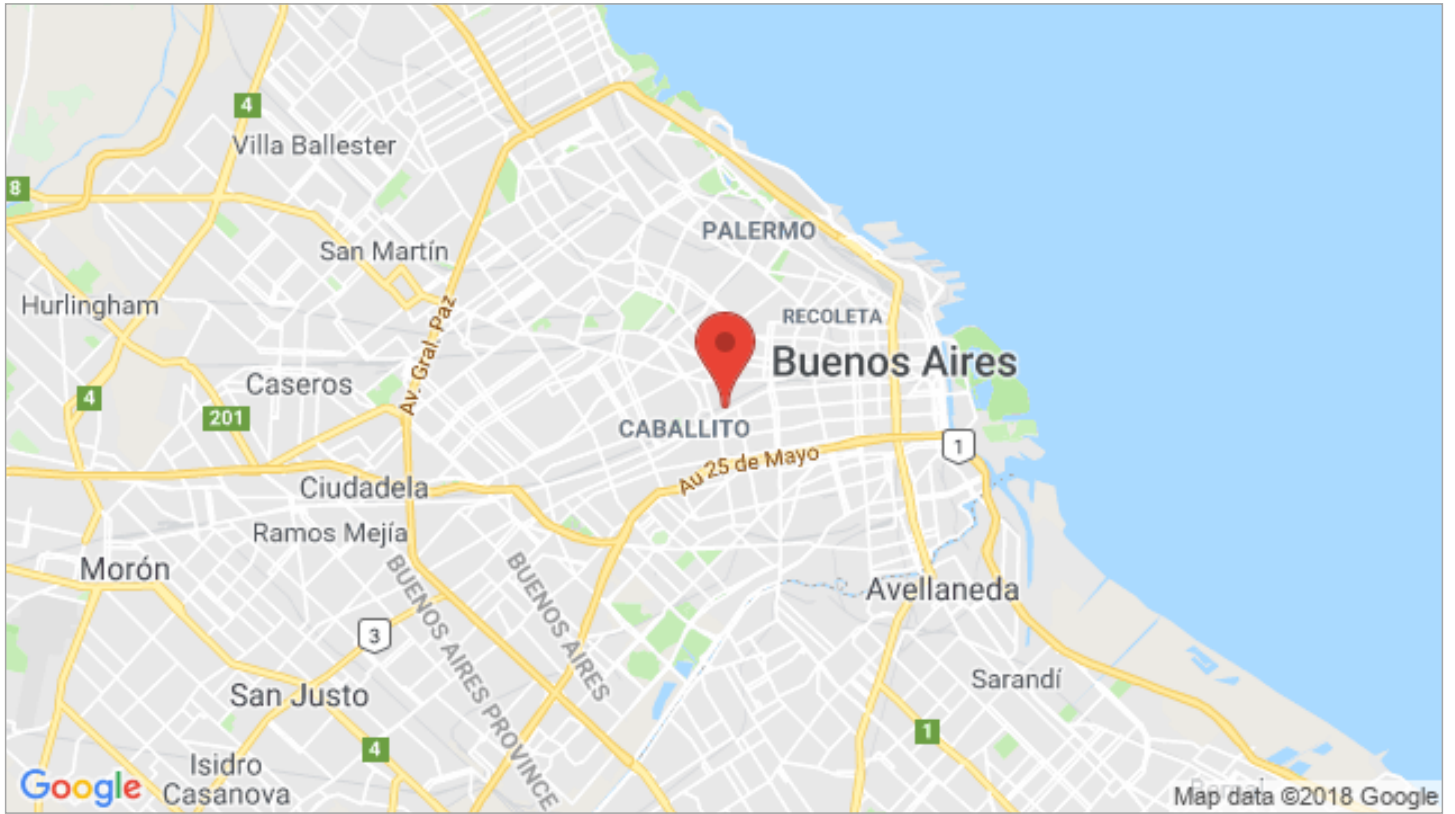 4
Villa Ballester
8
PALERMO
San Martín
Hurlingham
RECOLETA
Av. Gral. Paz
Buenos Aires
Caseros
4
201
CABALLITO
1
Au 25 de Mayo
Ciudadela
Ramos Mejía
Morón
BUENOS AIRES PROVINCE
BUENOS AIRES
Avellaneda
3
Sarandí
San Justo
1
4
Isidro
Casanova
Google
Map data ©2018 Google